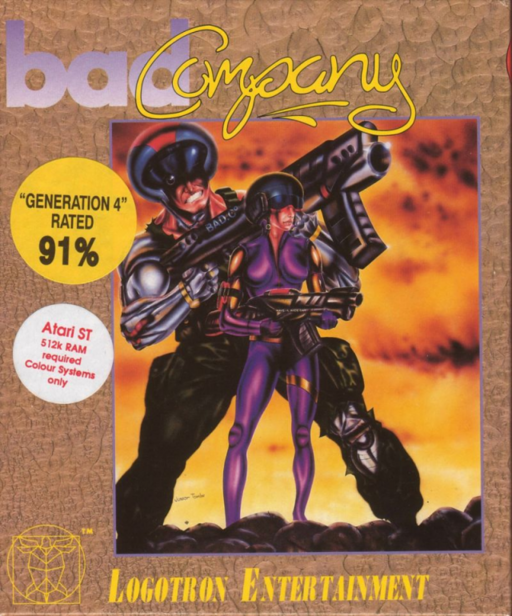 bad
Company
"GENERATION 4"
RATED
91%
BAD-C
Atari ST
512k RAM
required
Colour Systems
only
TM
LOGOTRON ENTERTAINMENT